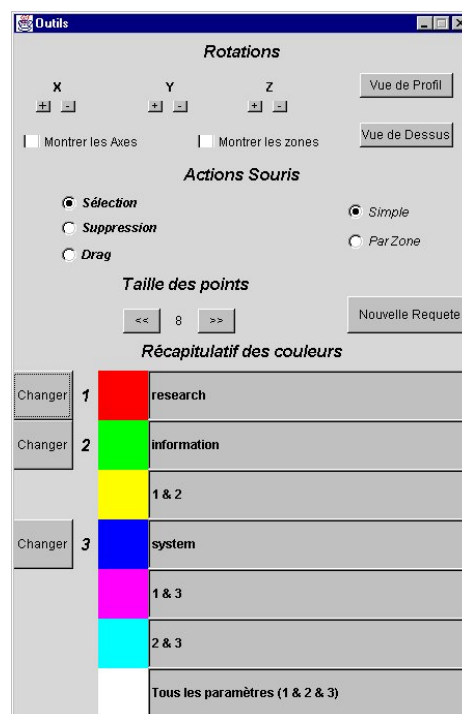 Outils
Rotations
X Y Z
+ - + - + -
Vue de Profil
Montrer les Axes Montrer les zones
Vue de Dessus
Actions Souris
Sélection
Suppression
Drag
Simple
Par Zone
Taille des points
<< 8 >>
Nouvelle Requete
Récapitulatif des couleurs
Changer 1 research
Changer 2 information
1 & 2
Changer 3 system
1 & 3
2 & 3
Tous les paramètres (1 & 2 & 3)